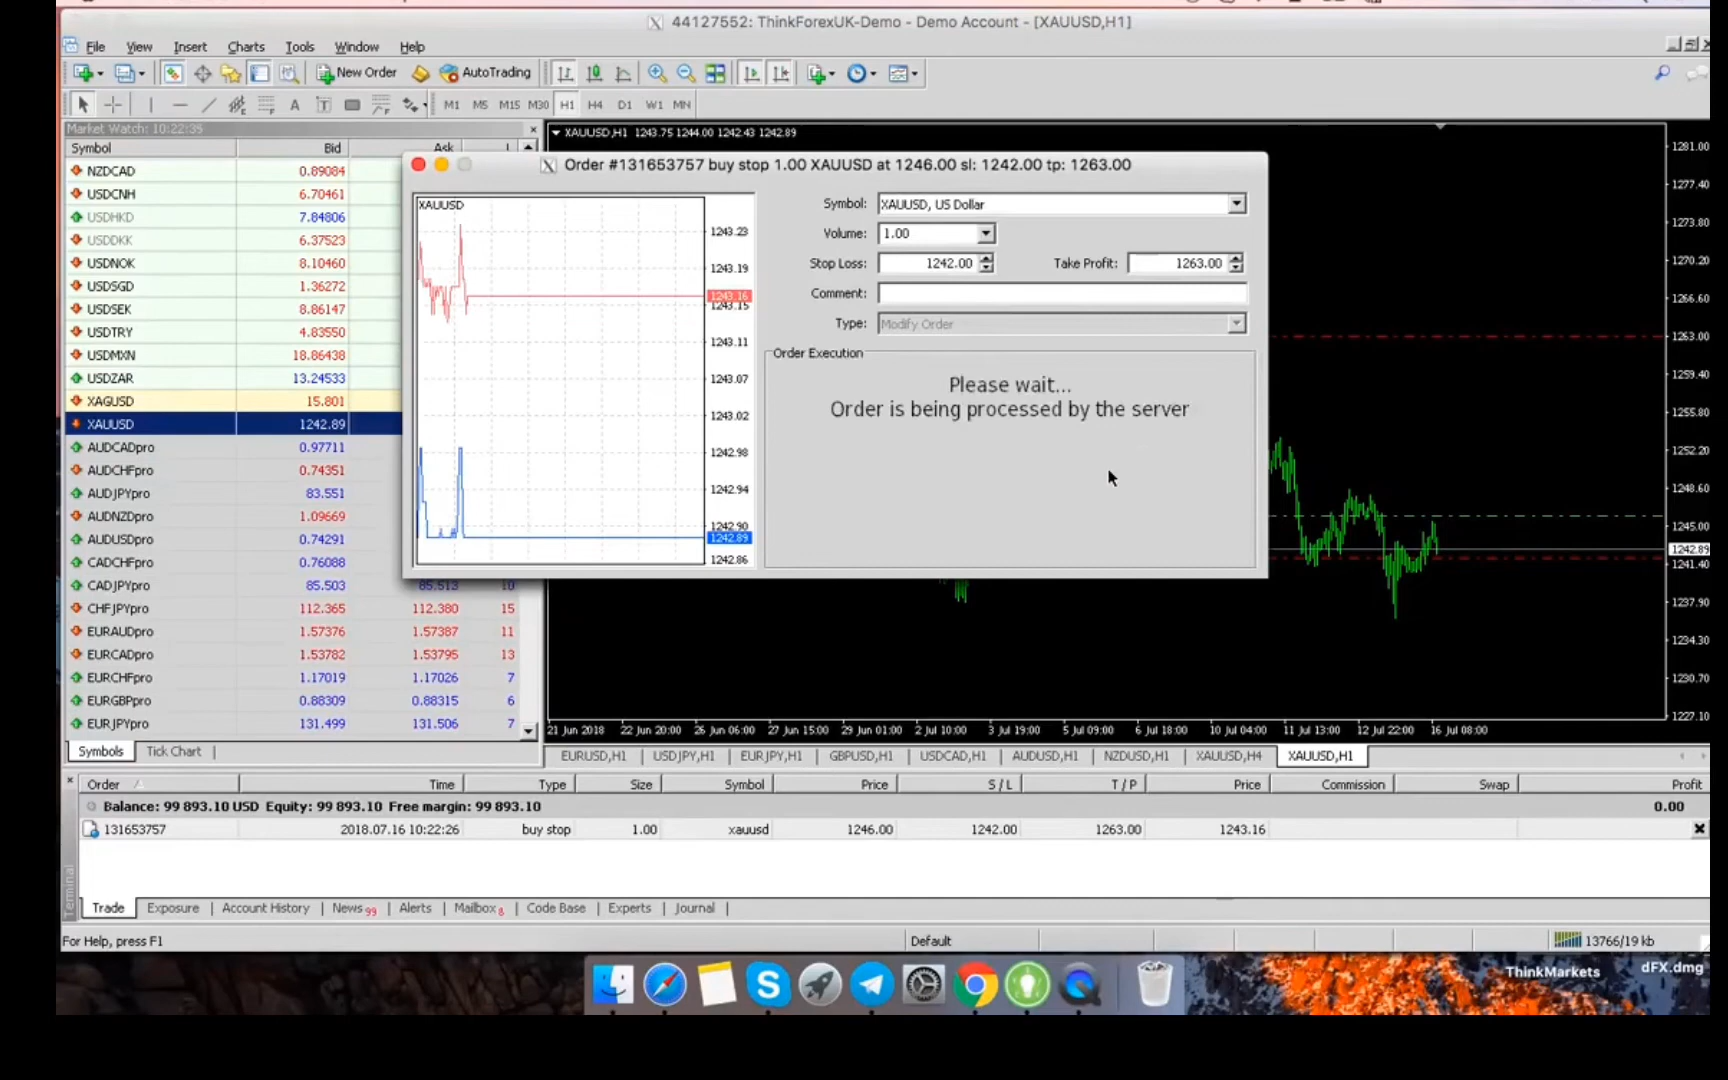 44127552: ThinkForexUK-Demo - Demo Account - [XAUUSD,H1]
File View Insert Charts Tools Window Help
New Order AutoTrading
A T M1 M5 M15 M30 H1 H4 D1 W1 MN
Market Watch: 10:22:35
Symbol Bid Ask
NZDCAD 0.89084
USDCNH 6.70461
USDHKD 7.84806
USDDKK 6.37523
USDNOK 8.10460
USDSGD 1.36272
USDSEK 8.86147
USDTRY 4.83550
USDMXN 18.86438
USDZAR 13.24533
XAGUSD 15.801
XAUUSD 1242.89
AUDCADpro 0.97711
AUDCHFpro 0.74351
AUDJPYpro 83.551
AUDNZDpro 1.09669
AUDUSDpro 0.74291
CADCHFpro 0.76088
CADJPYpro 85.503 85.513 10
CHFJPYpro 112.365 112.380 15
EURAUDpro 1.57376 1.57387 11
EURCADpro 1.53782 1.53795 13
EURCHFpro 1.17019 1.17026 7
EURGBPpro 0.88309 0.88315 6
EURJPYpro 131.499 131.506 7
Symbols Tick Chart
XAUUSD,H1 1243.75 1244.00 1242.43 1242.89
Order #131653757 buy stop 1.00 XAUUSD at 1246.00 sl: 1242.00 tp: 1263.00
XAUUSD
1243.23
1243.19
1243.16
1243.15
1243.11
1243.07
1243.02
1242.98
1242.94
1242.90
1242.89
1242.86
Symbol: XAUUSD, US Dollar
Volume: 1.00
Stop Loss: 1242.00 Take Profit: 1263.00
Comment:
Type: Modify Order
Order Execution
Please wait...
Order is being processed by the server
1281.00
1277.40
1273.80
1270.20
1266.60
1263.00
1259.40
1255.80
1252.20
1248.60
1245.00
1242.89
1241.40
1237.90
1234.30
1230.70
1227.10
21 Jun 2018 22 Jun 20:00 26 Jun 06:00 27 Jun 15:00 29 Jun 01:00 2 Jul 10:00 3 Jul 19:00 5 Jul 09:00 6 Jul 18:00 10 Jul 04:00 11 Jul 13:00 12 Jul 22:00 16 Jul 08:00
EURUSD,H1 USDJPY,H1 EURJPY,H1 GBPUSD,H1 USDCAD,H1 AUDUSD,H1 NZDUSD,H1 XAUUSD,H4 XAUUSD,H1
Order Time Type Size Symbol Price S / L T / P Price Commission Swap Profit
Balance: 99 893.10 USD Equity: 99 893.10 Free margin: 99 893.10 0.00
131653757 2018.07.16 10:22:26 buy stop 1.00 xauusd 1246.00 1242.00 1263.00 1243.16
Terminal
Trade Exposure Account History News 99 Alerts Mailbox 8 Code Base Experts Journal
For Help, press F1 Default 13766/19 kb
ThinkMarkets dFX.dmg